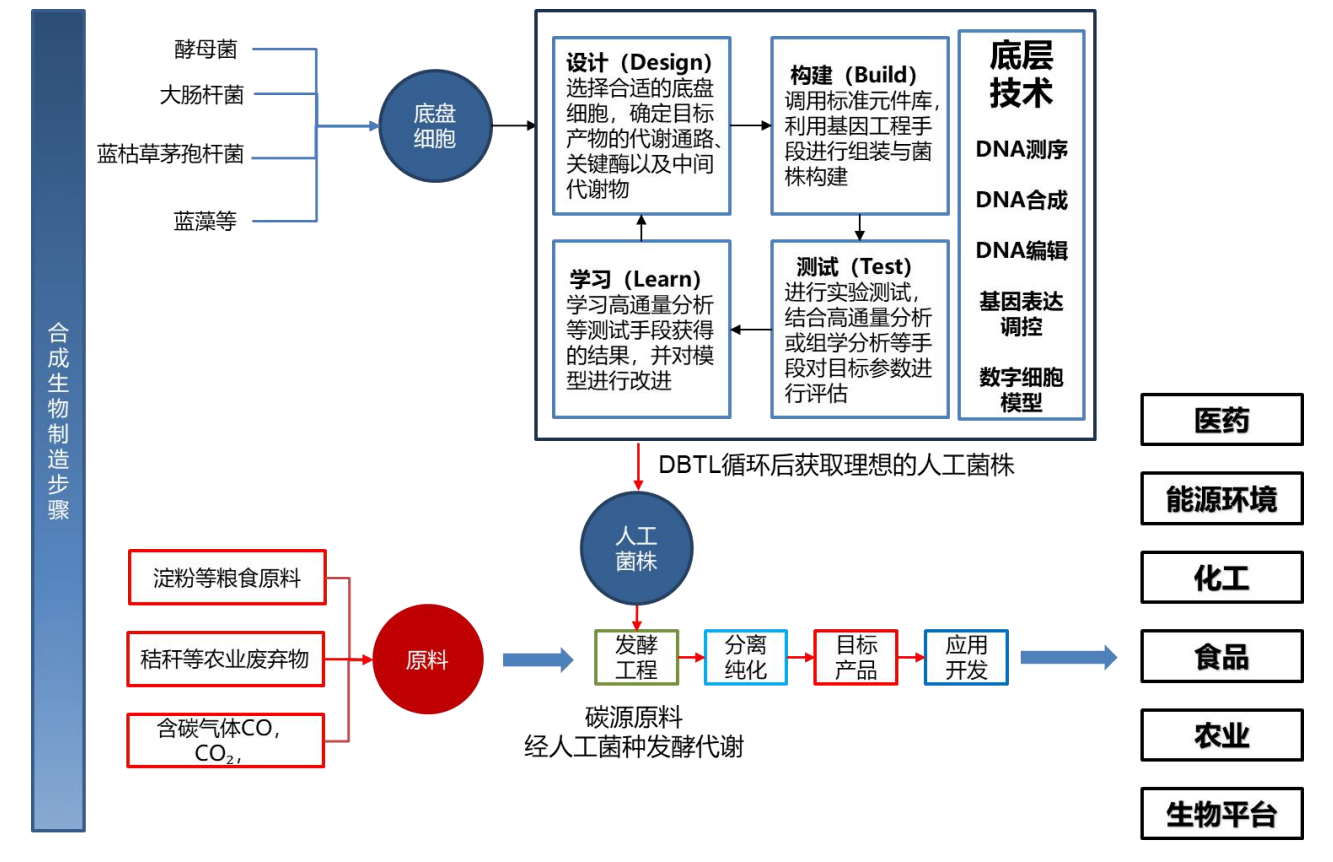 合成生物制造步骤
酵母菌
大肠杆菌
蓝枯草茅孢杆菌
蓝藻等
底盘
细胞
设计（Design）
选择合适的底盘
细胞，确定目标
产物的代谢通路、
关键酶以及中间
代谢物
构建（Build）
调用标准元件库，
利用基因工程手
段进行组装与菌
株构建
学习（Learn）
学习高通量分析
等测试手段获得
的结果，并对模
型进行改进
测试（Test）
进行实验测试，
结合高通量分析
或组学分析等手
段对目标参数进
行评估
底层
技术
DNA测序
DNA合成
DNA编辑
基因表达
调控
数字细胞
模型
DBTL循环后获取理想的人工菌株
人工
菌株
淀粉等粮食原料
秸秆等农业废弃物
含碳气体CO，
CO₂，
原料
发酵
工程
分离
纯化
目标
产品
应用
开发
碳源原料
经人工菌种发酵代谢
医药
能源环境
化工
食品
农业
生物平台